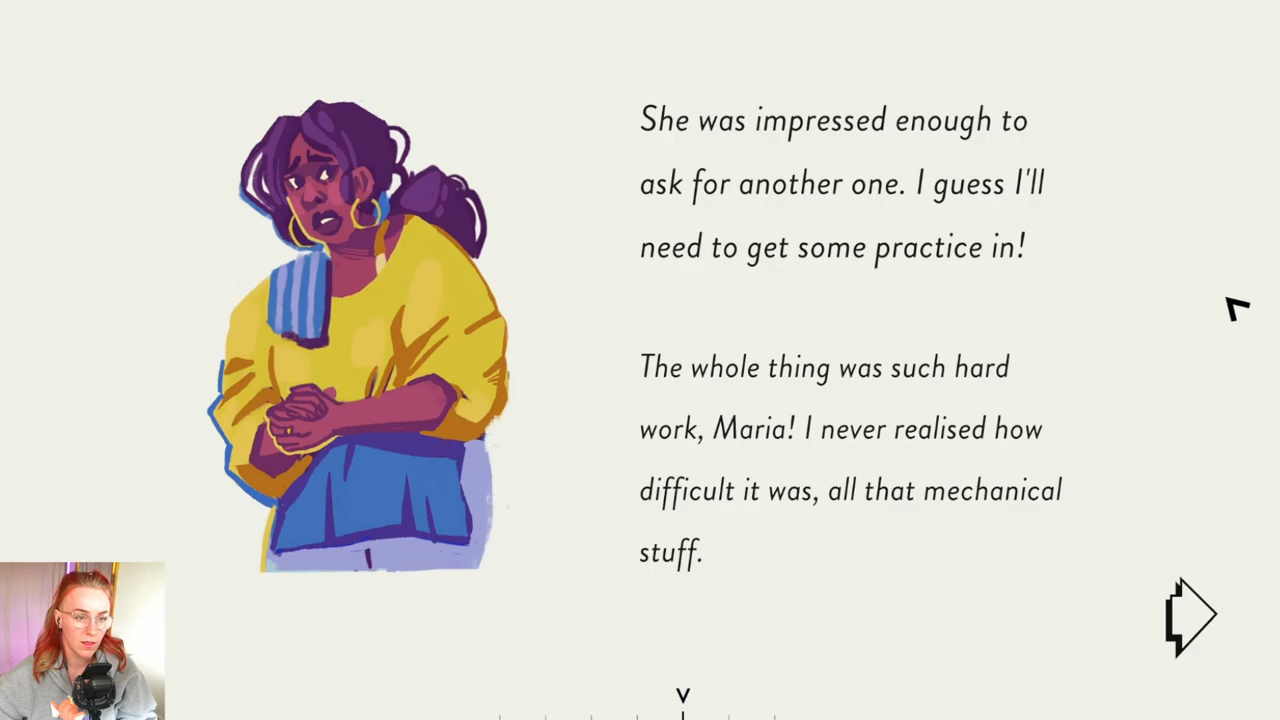 She was impressed enough to
ask for another one. I guess I'll
need to get some practice in!
The whole thing was such hard
work, Maria! I never realised how
difficult it was, all that mechanical
stuff.